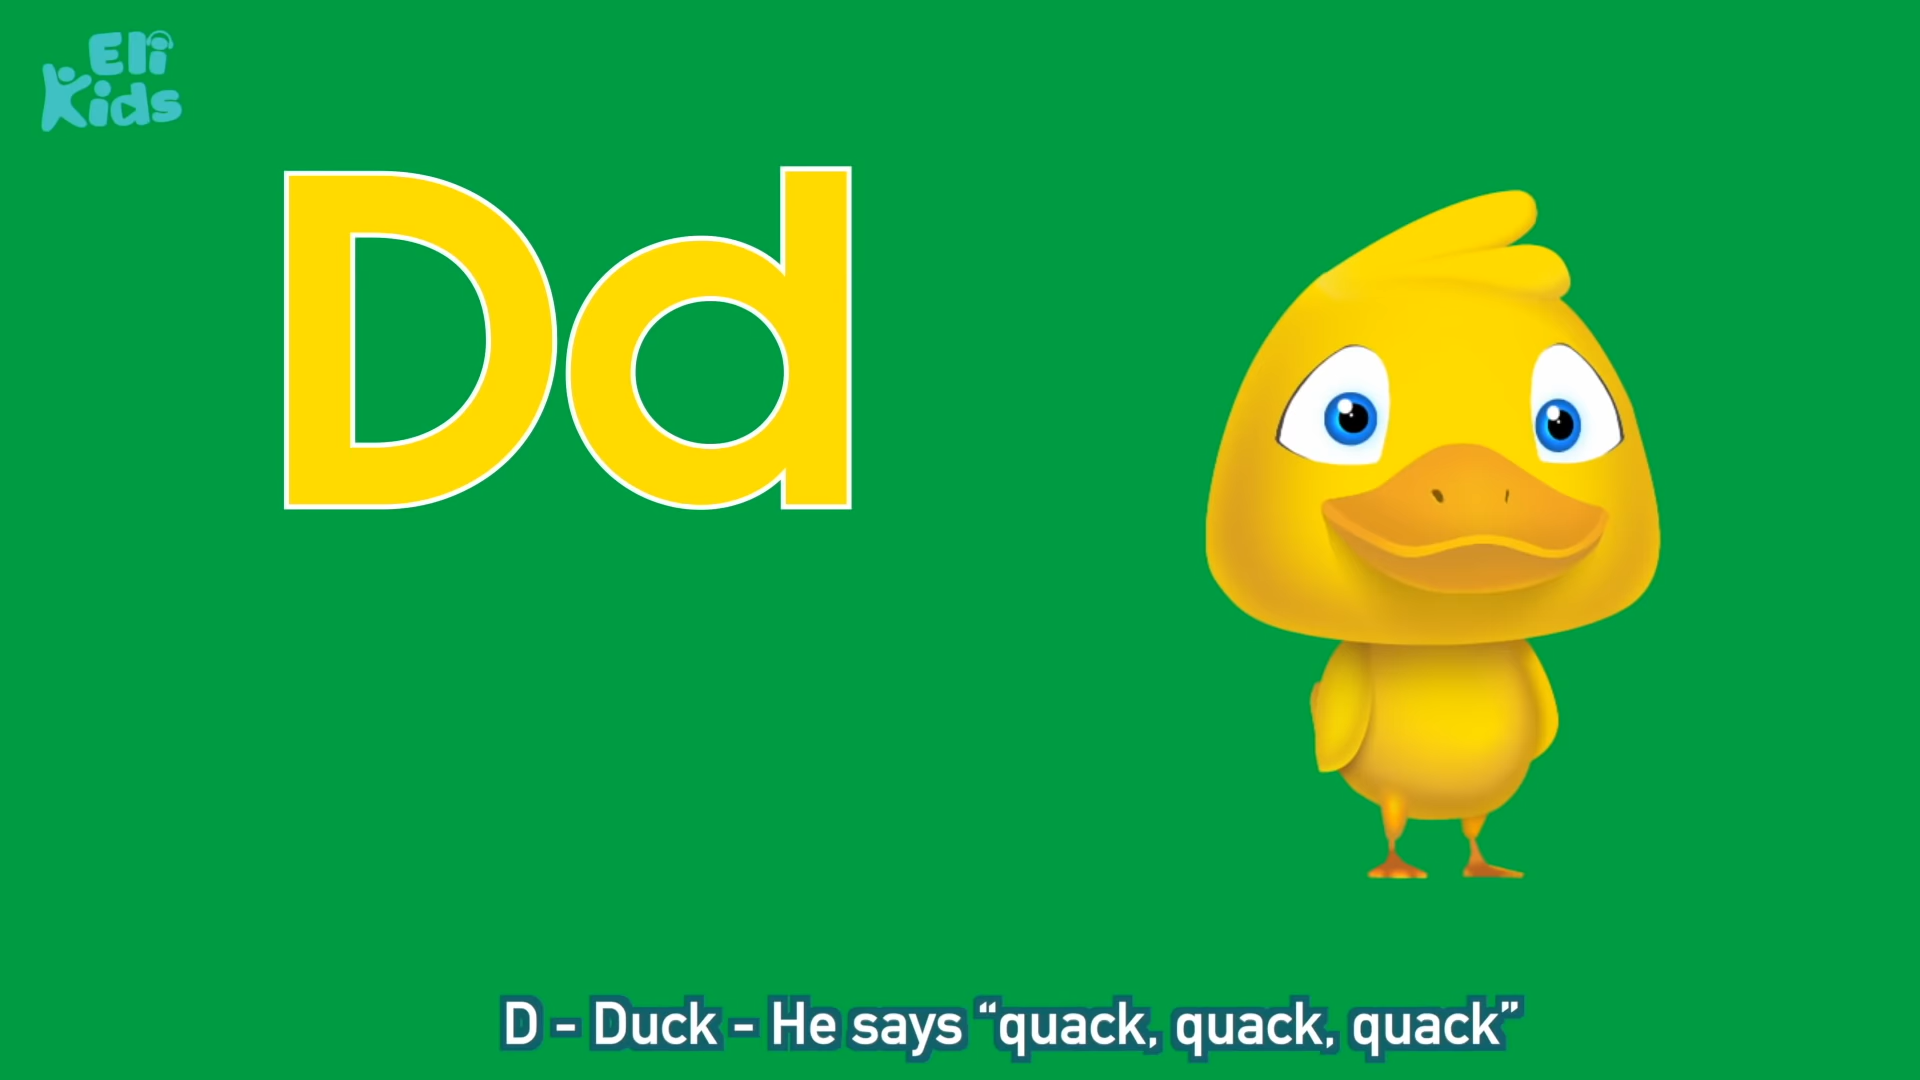 Eli
Kids
Dd
D – Duck – He says “quack, quack, quack”